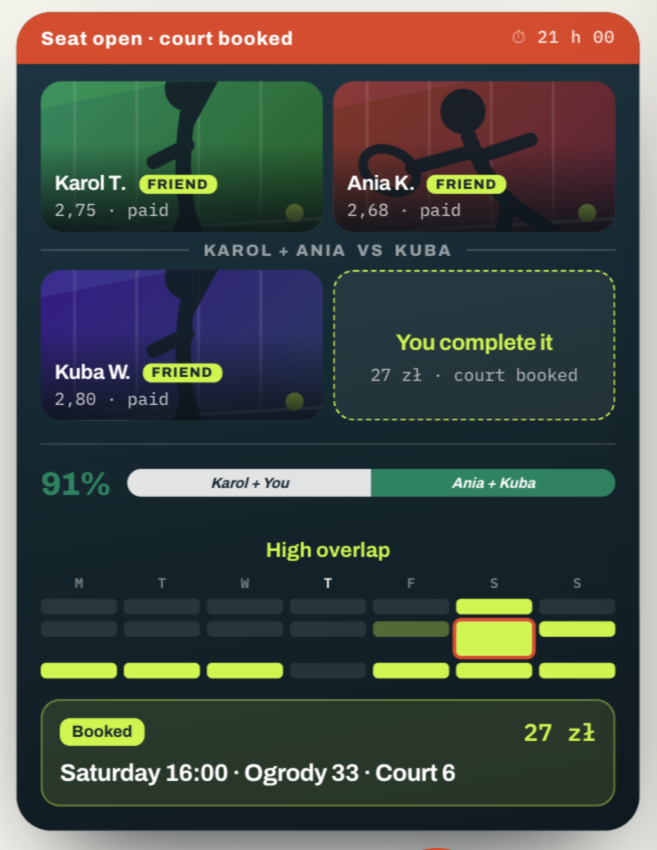 Seat open · court booked
⏱ 21 h 00
Karol T. FRIEND
2,75 · paid
Ania K. FRIEND
2,68 · paid
KAROL + ANIA VS KUBA
Kuba W. FRIEND
2,80 · paid
You complete it
27 zł · court booked
91%
Karol + You
Ania + Kuba
High overlap
M T W T F S S
Booked
27 zł
Saturday 16:00 · Ogrody 33 · Court 6